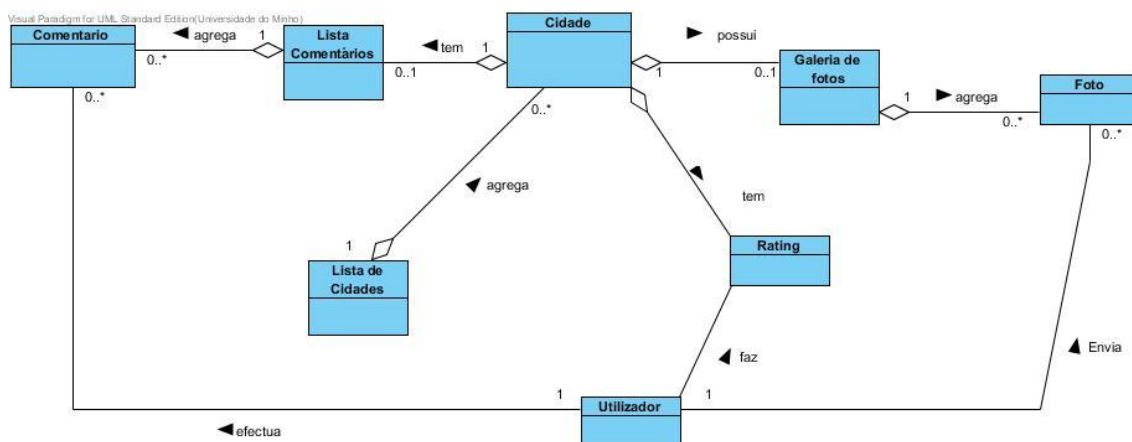 Visual Paradigm for UML Standard Edition(Universidade do Minho)
Comentario
agrega
1
0..*
Lista
Comentários
tem
1
0..1
Cidade
possui
1
0..1
Galeria de
fotos
1
agrega
0..*
Foto
0..*
0..*
0..*
agrega
tem
1
Lista de
Cidades
Rating
faz
Envia
1
Utilizador
1
efectua